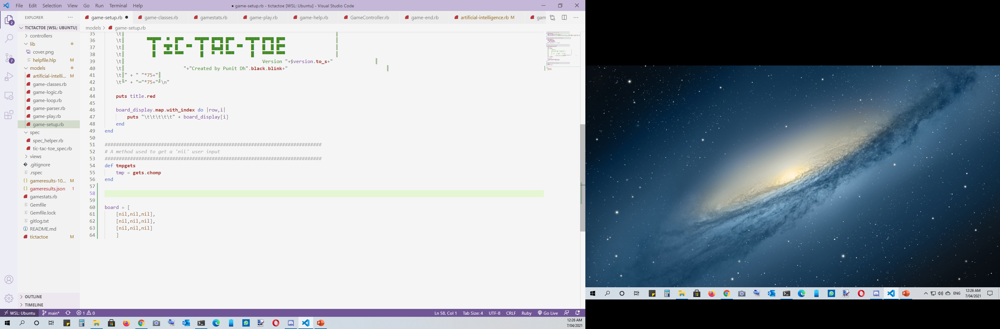 File Edit Selection View Go Run Terminal Help
● game-setup.rb - tictactoe [WSL: Ubuntu] - Visual Studio Code
EXPLORER ···
game-setup.rb ● game-classes.rb gamestats.rb game-play.rb game-help.rb GameController.rb game-end.rb artificial-intelligence.rb M gam
models > game-setup.rb
2
7
TICTACTOE [WSL: UBUNTU]
controllers
lib
cover.png
helpfile.hlp M
models
artificial-intelli... M
game-classes.rb
game-logic.rb
game-loop.rb
game-parser.rb
game-play.rb
game-setup.rb
spec
spec_helper.rb
tic-tac-toe_spec.rb
views
.gitignore
.rspec
gameresults-10... M
gameresults.json 1
gamestats.rb
Gemfile
Gemfile.lock
gitlog.txt
README.md
tictactoe M
OUTLINE
TIMELINE
35 \t║ ║
36 \t║ ║
37 \t║ TIC-TAC-TOE ║
38 \t║ ║
39 \t║ Version "+$version.to_s+" ║
40 \t║ "+"Created by Punit Dh".black.blink+" ║
41 \t║" + " "*75+"║
42 \t╚" + "═"*75+"╝\n"
43
44 puts title.red
45
46 board_display.map.with_index do |row,i|
47 puts "\t\t\t\t\t" + board_display[i]
48 end
49 end
50
51 #############################################################################
52 # A method used to get a 'nil' user input
53 #############################################################################
54 def tmpgets
55 tmp = gets.chomp
56 end
57
58
59
60 board = [
61 [nil,nil,nil],
62 [nil,nil,nil],
63 [nil,nil,nil]
64 ]
WSL: Ubuntu main* 1 0 Ln 58, Col 1 Tab Size: 4 UTF-8 CRLF Ruby Go Live
12:26 AM
7/04/2021
ENG
12:26 AM
7/04/2021